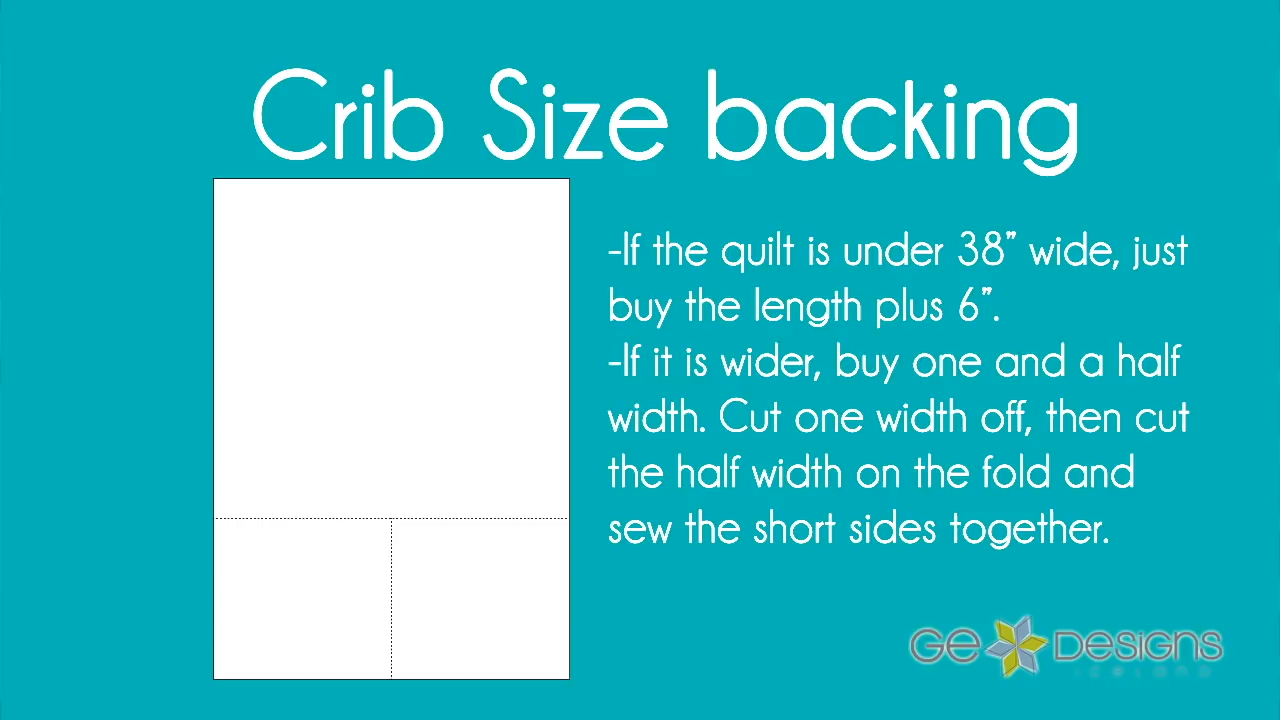 Crib Size backing
-If the quilt is under 38” wide, just
buy the length plus 6”.
-If it is wider, buy one and a half
width. Cut one width off, then cut
the half width on the fold and
sew the short sides together.
GE Designs
Iceland